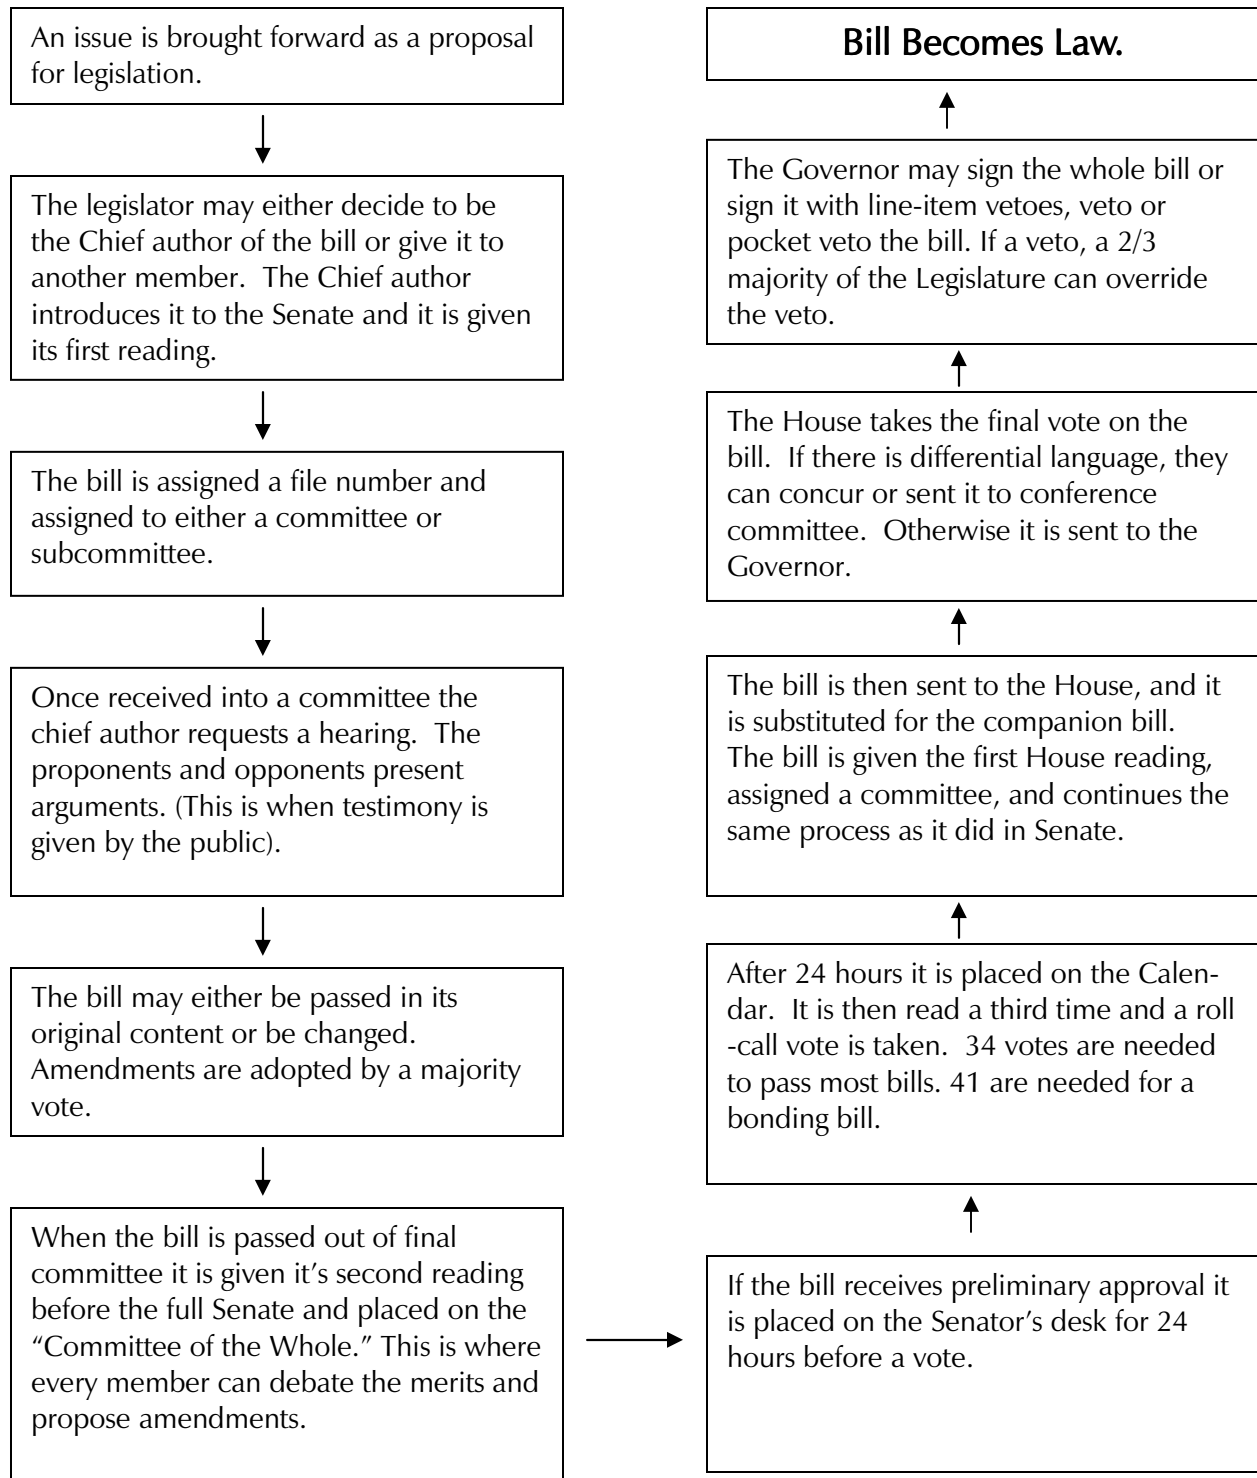 An issue is brought forward as a proposal
for legislation.
The legislator may either decide to be
the Chief author of the bill or give it to
another member.  The Chief author
introduces it to the Senate and it is given
its first reading.
The bill is assigned a file number and
assigned to either a committee or
subcommittee.
Once received into a committee the
chief author requests a hearing.  The
proponents and opponents present
arguments. (This is when testimony is
given by the public).
The bill may either be passed in its
original content or be changed.
Amendments are adopted by a majority
vote.
When the bill is passed out of final
committee it is given it’s second reading
before the full Senate and placed on the
“Committee of the Whole.” This is where
every member can debate the merits and
propose amendments.
If the bill receives preliminary approval it
is placed on the Senator’s desk for 24
hours before a vote.
After 24 hours it is placed on the Calen-
dar.  It is then read a third time and a roll
-call vote is taken.  34 votes are needed
to pass most bills. 41 are needed for a
bonding bill.
The bill is then sent to the House, and it
is substituted for the companion bill.
The bill is given the first House reading,
assigned a committee, and continues the
same process as it did in Senate.
The House takes the final vote on the
bill.  If there is differential language, they
can concur or sent it to conference
committee.  Otherwise it is sent to the
Governor.
The Governor may sign the whole bill or
sign it with line-item vetoes, veto or
pocket veto the bill. If a veto, a 2/3
majority of the Legislature can override
the veto.
Bill Becomes Law.